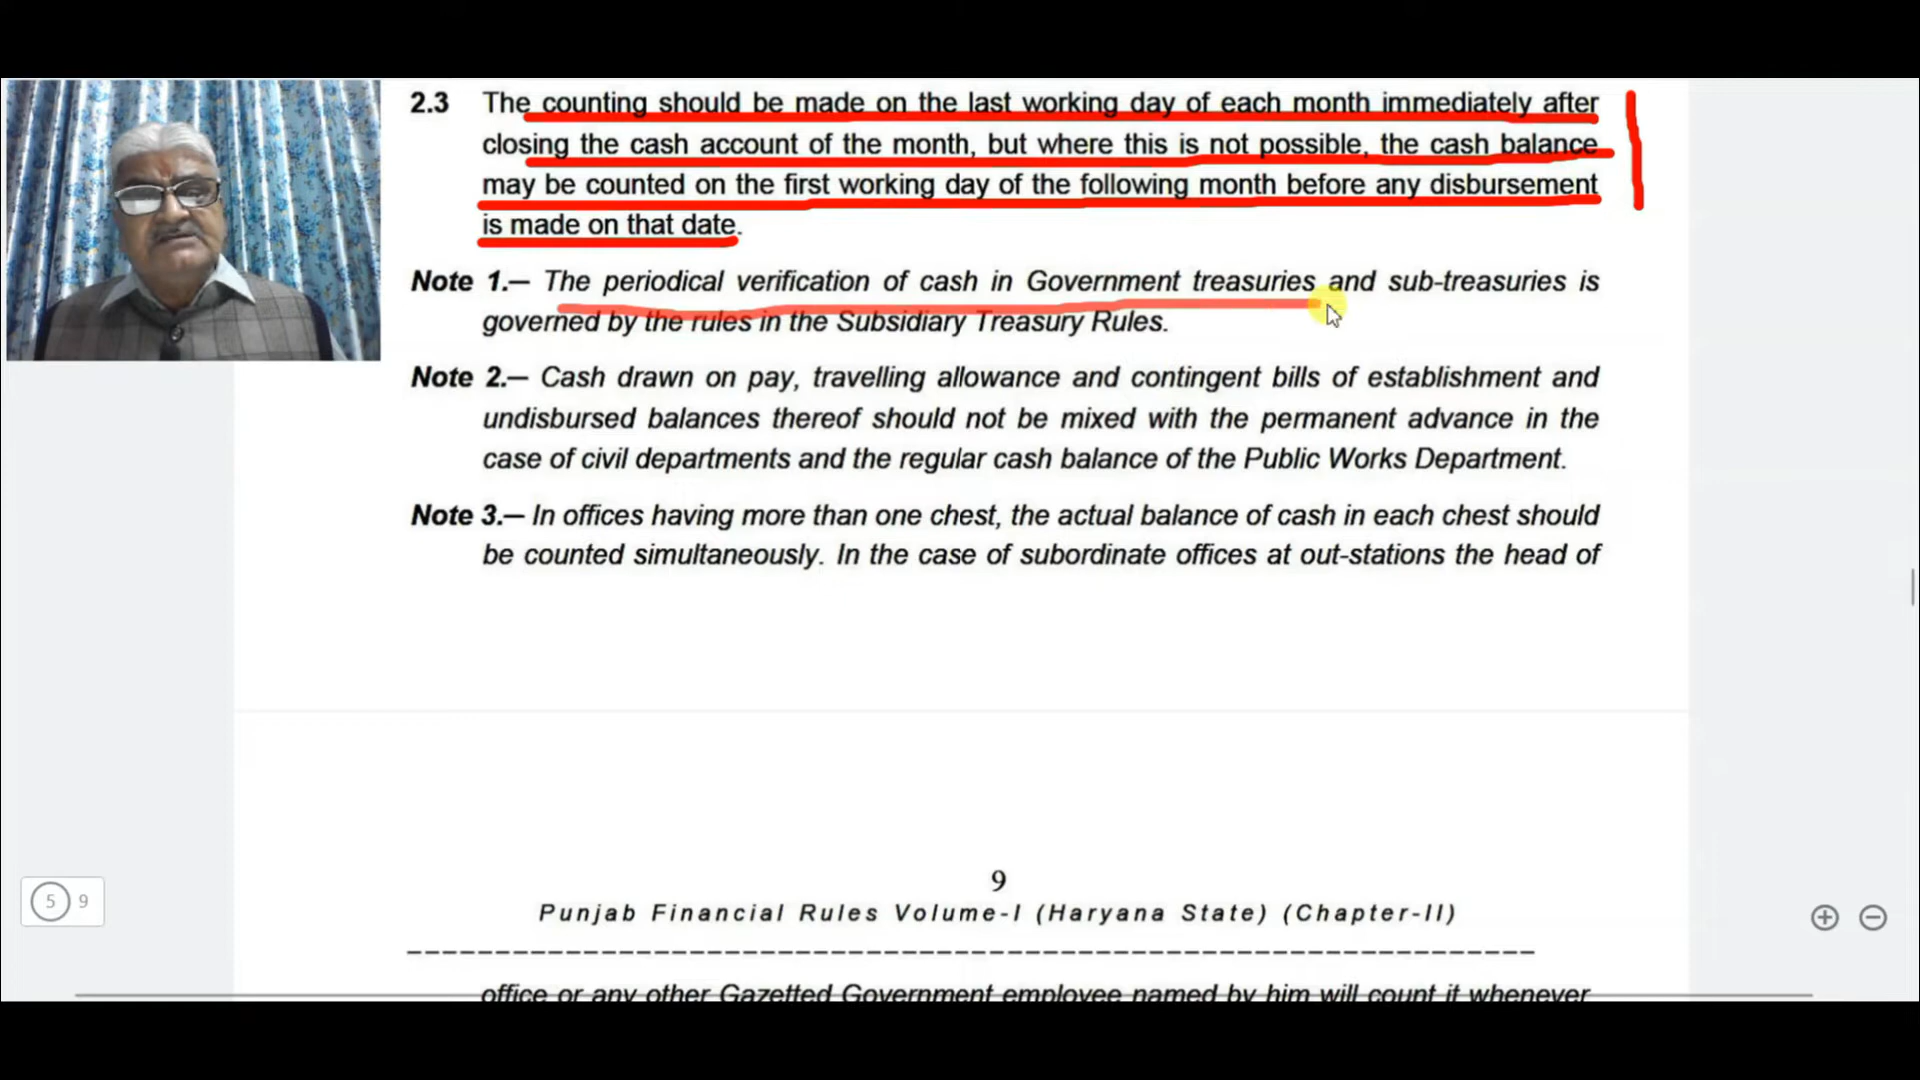 2.3 The counting should be made on the last working day of each month immediately after
closing the cash account of the month, but where this is not possible, the cash balance
may be counted on the first working day of the following month before any disbursement
is made on that date.
Note 1.— The periodical verification of cash in Government treasuries and sub-treasuries is
governed by the rules in the Subsidiary Treasury Rules.
Note 2.— Cash drawn on pay, travelling allowance and contingent bills of establishment and
undisbursed balances thereof should not be mixed with the permanent advance in the
case of civil departments and the regular cash balance of the Public Works Department.
Note 3.— In offices having more than one chest, the actual balance of cash in each chest should
be counted simultaneously. In the case of subordinate offices at out-stations the head of
9
Punjab Financial Rules Volume-I (Haryana State) (Chapter-II)
office or any other Gazetted Government employee named by him will count it whenever
5 9